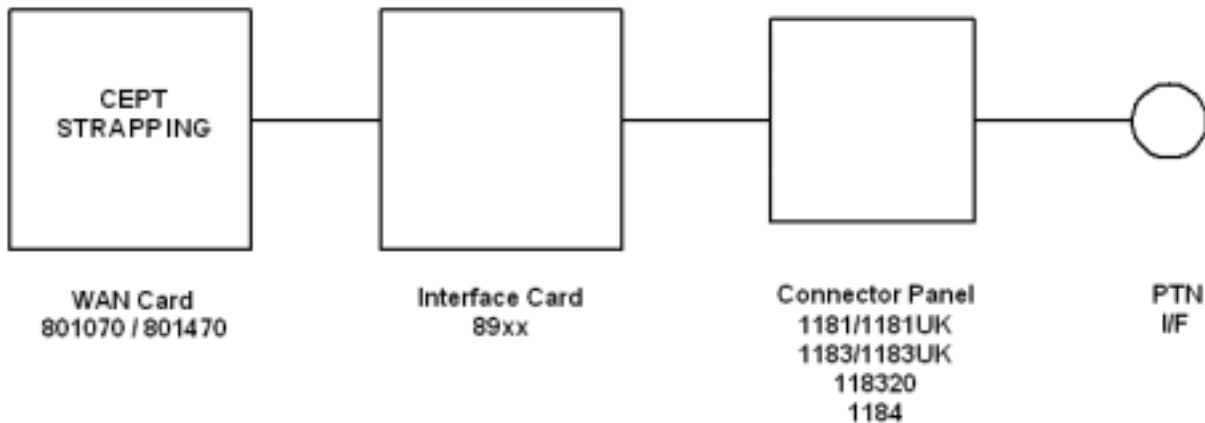 CEPT
STRAPPING
WAN Card
801070 / 801470
Interface Card
89xx
Connector Panel
1181/1181UK
1183/1183UK
118320
1184
PTN
I/F